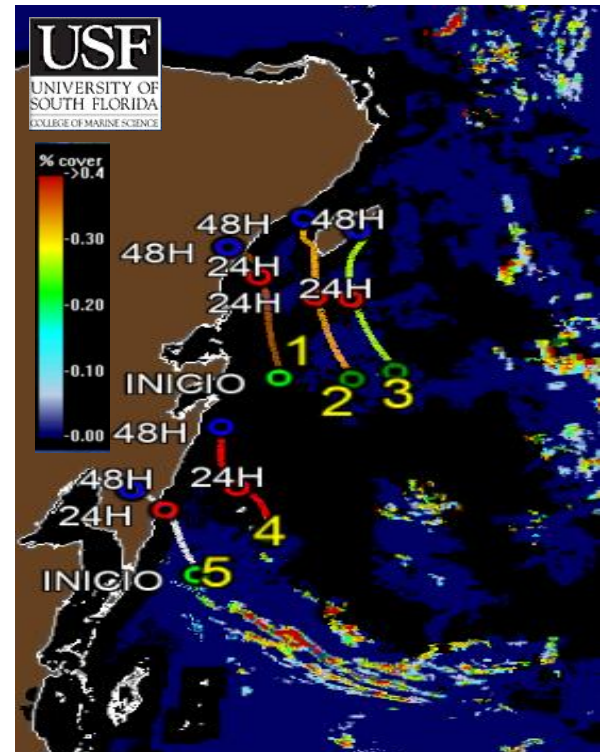 USF
UNIVERSITY OF
SOUTH FLORIDA
COLLEGE OF MARINE SCIENCE
% cover
->0.4
-0.30
-0.20
-0.10
-0.00
48H
48H
48H
24H
24H
24H
1
2
3
INICIO
48H
48H
24H
24H
4
INICIO
5